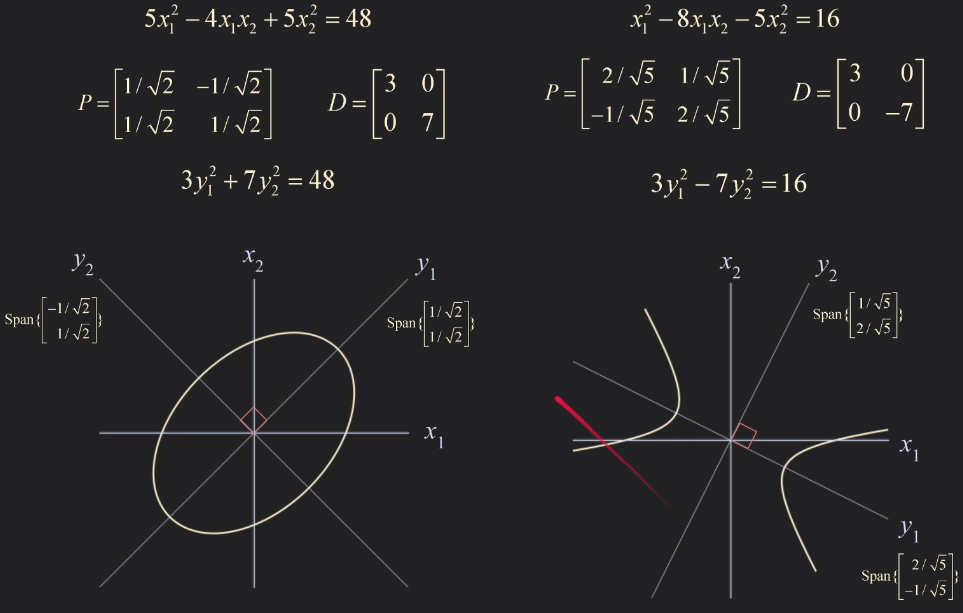 5x₁² − 4x₁x₂ + 5x₂² = 48
P = [1/√2 −1/√2
1/√2 1/√2]
D = [3 0
0 7]
3y₁² + 7y₂² = 48
y₂
x₂
y₁
Span{[−1/√2
1/√2]}
Span{[1/√2
1/√2]}
x₁
x₁² − 8x₁x₂ − 5x₂² = 16
P = [2/√5 1/√5
−1/√5 2/√5]
D = [3 0
0 −7]
3y₁² − 7y₂² = 16
x₂
y₂
Span{[1/√5
2/√5]}
x₁
y₁
Span{[2/√5
−1/√5]}